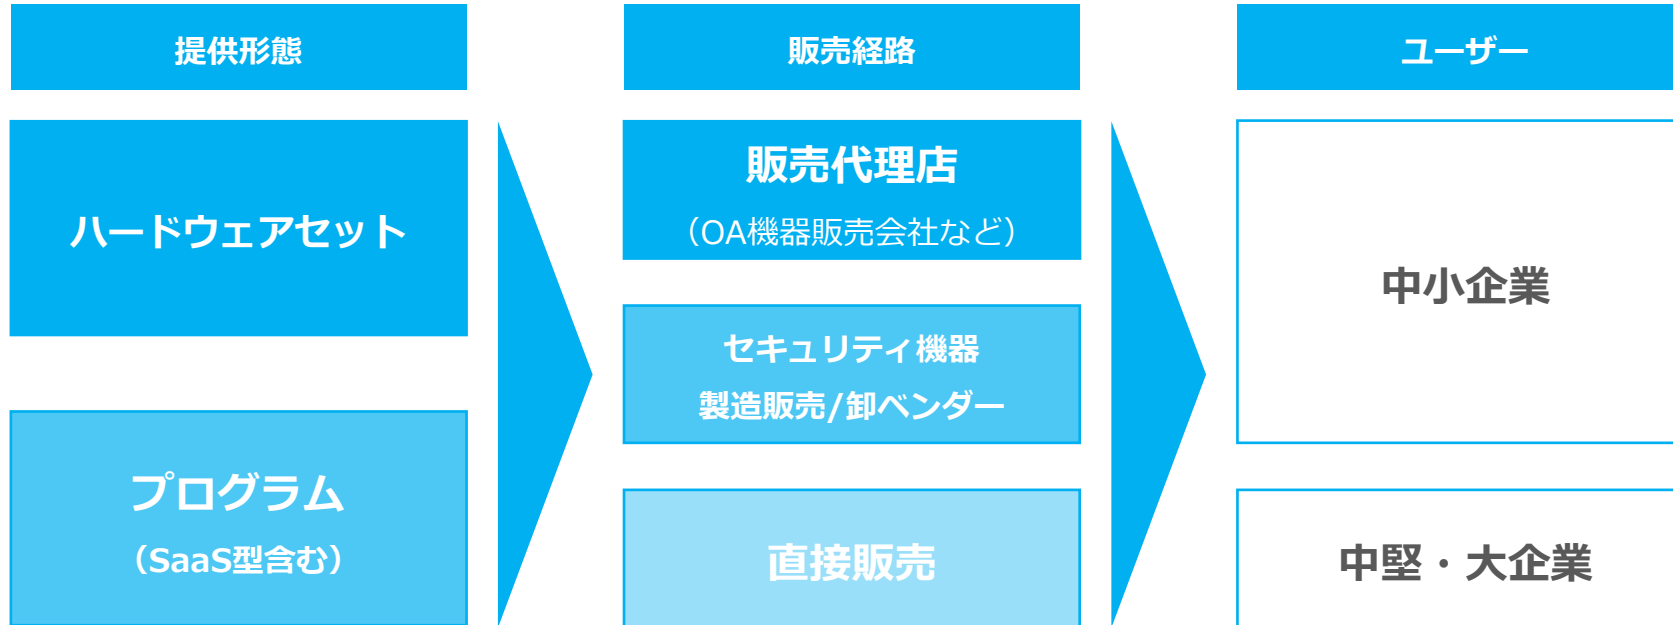 提供形態
販売経路
ユーザー
ハードウェアセット
販売代理店
（OA機器販売会社など）
中小企業
セキュリティ機器
製造販売/卸ベンダー
プログラム
（SaaS型含む）
直接販売
中堅・大企業